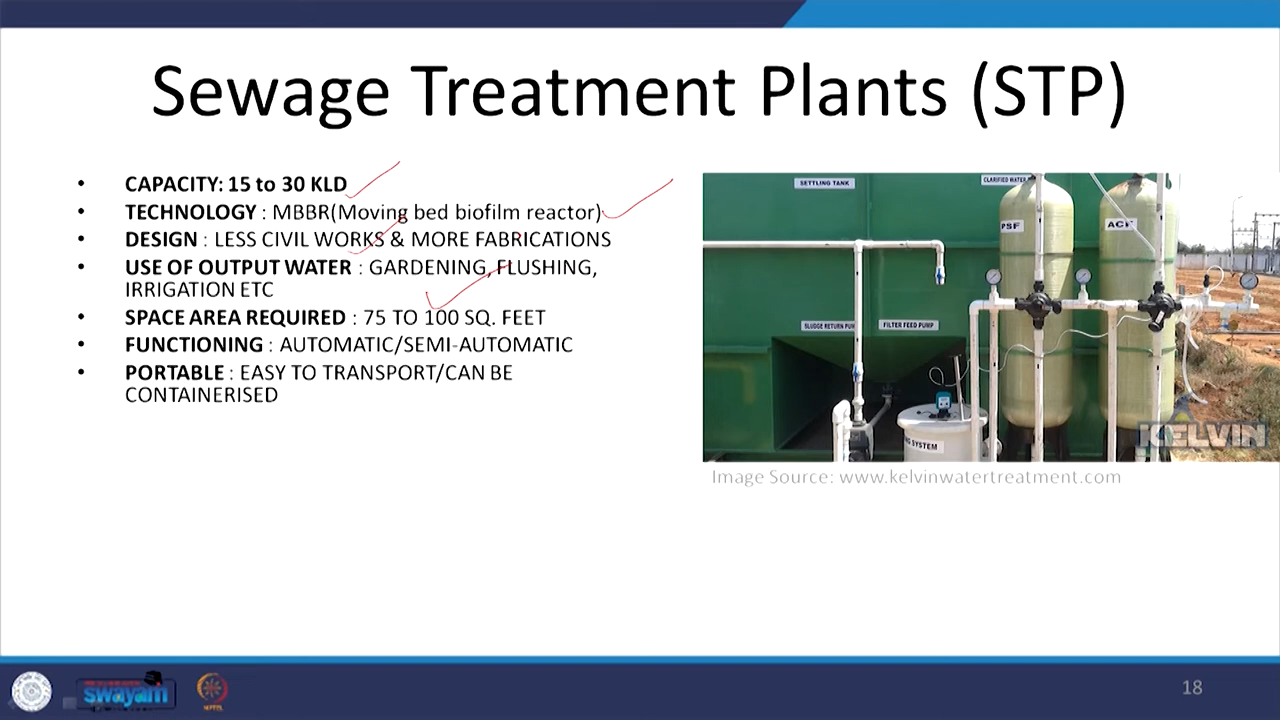 Sewage Treatment Plants (STP)
• CAPACITY: 15 to 30 KLD
• TECHNOLOGY : MBBR(Moving bed biofilm reactor)
• DESIGN : LESS CIVIL WORKS & MORE FABRICATIONS
• USE OF OUTPUT WATER : GARDENING, FLUSHING,
IRRIGATION ETC
• SPACE AREA REQUIRED : 75 TO 100 SQ. FEET
• FUNCTIONING : AUTOMATIC/SEMI-AUTOMATIC
• PORTABLE : EASY TO TRANSPORT/CAN BE
CONTAINERISED
SETTLING TANK
CLARIFIED WATER
PSF
ACF
SLUDGE RETURN PUM
FILTER FEED PUMP
SYSTEM
KELVIN
Image Source: www.kelvinwatertreatment.com
swayam
18